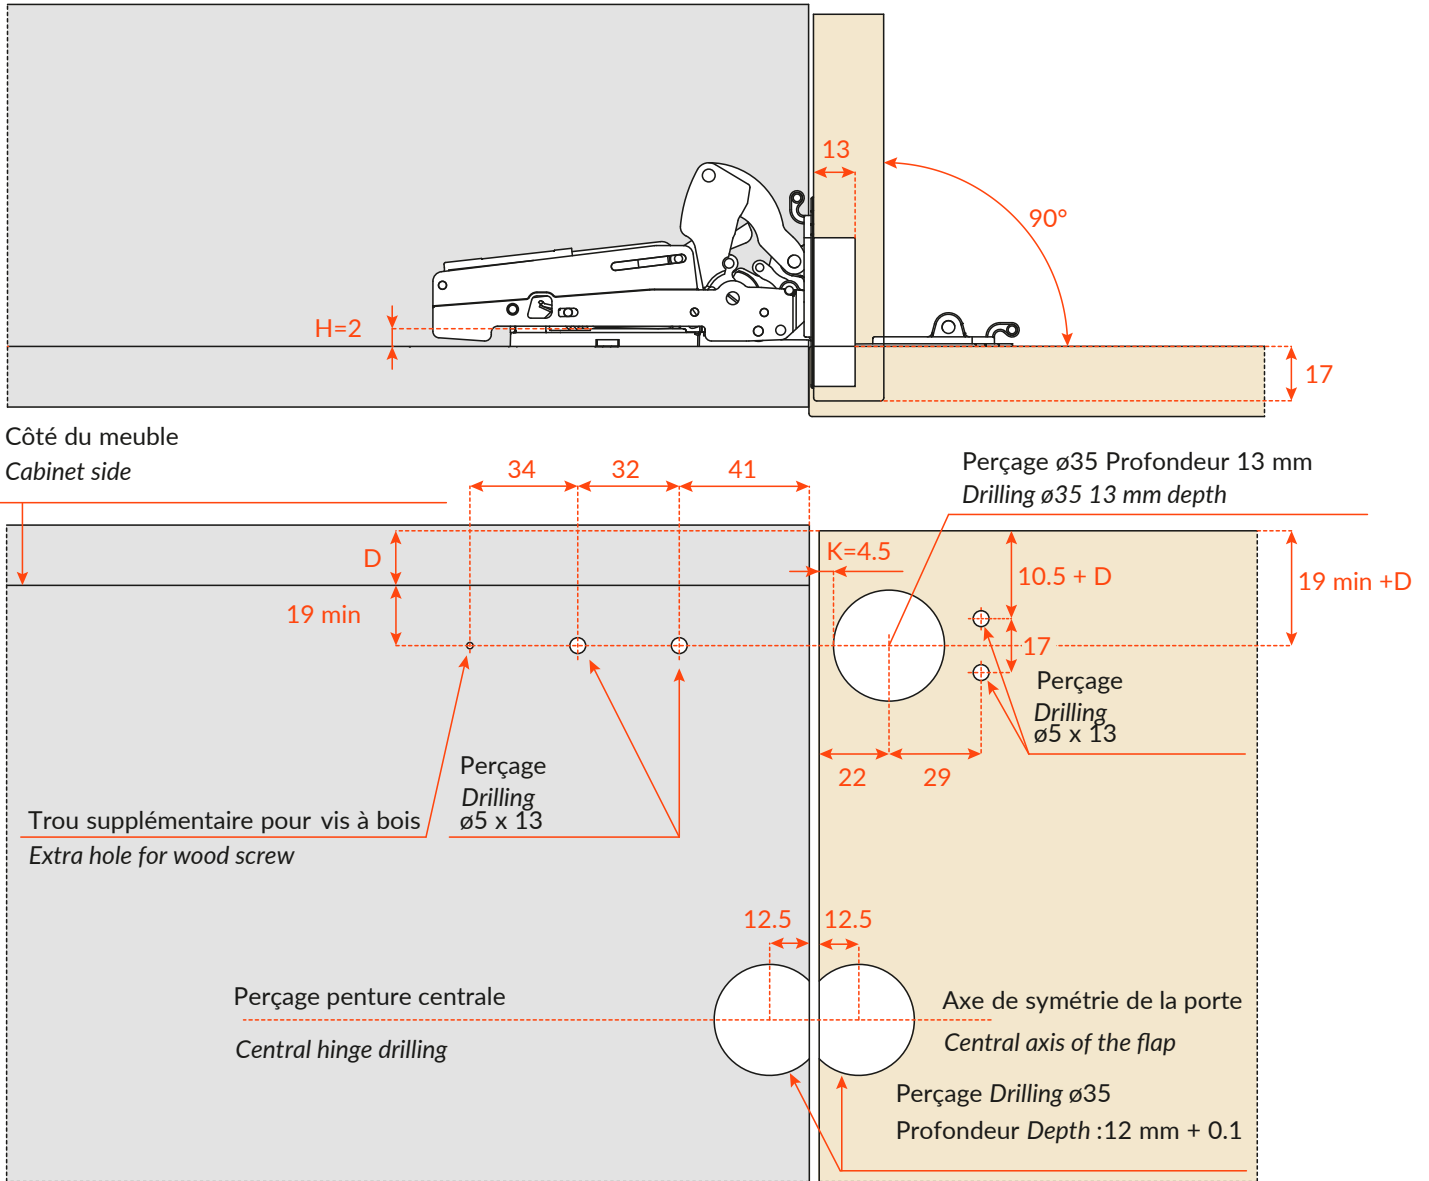 13
90°
H=2
17
Côté du meuble
Cabinet side
34
32
41
Perçage ø35 Profondeur 13 mm
Drilling ø35 13 mm depth
D
K=4.5
10.5 + D
19 min +D
19 min
17
Perçage
Drilling
ø5 x 13
22
29
Perçage
Drilling
ø5 x 13
Trou supplémentaire pour vis à bois
Extra hole for wood screw
12.5
12.5
Perçage penture centrale
Central hinge drilling
Axe de symétrie de la porte
Central axis of the flap
Perçage Drilling ø35
Profondeur Depth :12 mm + 0.1